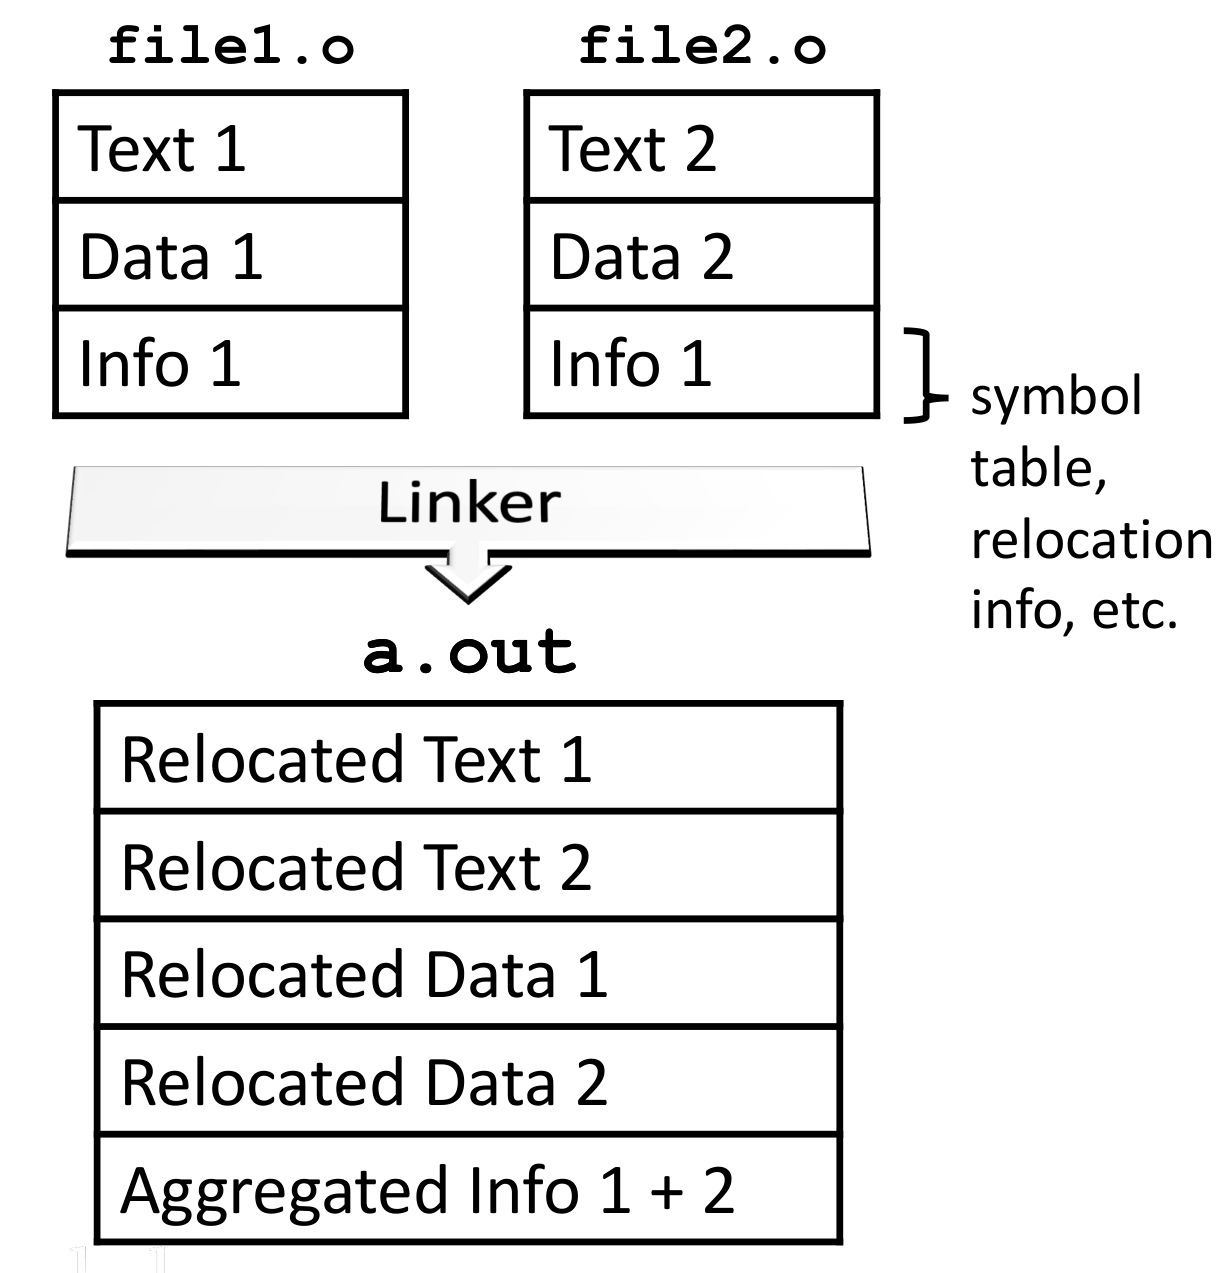 file1.o
file2.o
Text 1
Text 2
Data 1
Data 2
Info 1
Info 1
symbol
table,
relocation
info, etc.
Linker
a.out
Relocated Text 1
Relocated Text 2
Relocated Data 1
Relocated Data 2
Aggregated Info 1 + 2